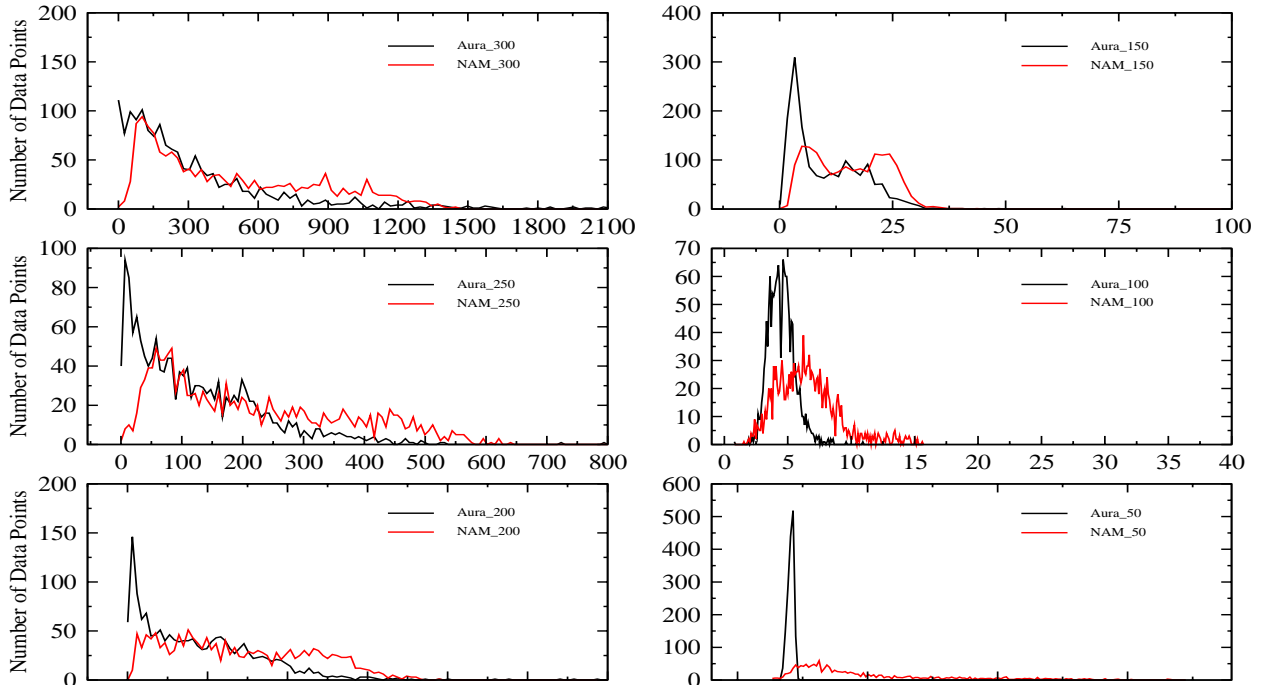 200
150
100
50
0
Number of Data Points
Aura_300
NAM_300
0 300 600 900 1200 1500 1800 2100
400
300
200
100
0
Aura_150
NAM_150
0 25 50 75 100
100
80
60
40
20
0
Number of Data Points
Aura_250
NAM_250
0 100 200 300 400 500 600 700 800
70
60
50
40
30
20
10
0
Aura_100
NAM_100
0 5 10 15 20 25 30 35 40
200
150
100
50
0
Number of Data Points
Aura_200
NAM_200
600
500
400
300
200
100
0
Aura_50
NAM_50